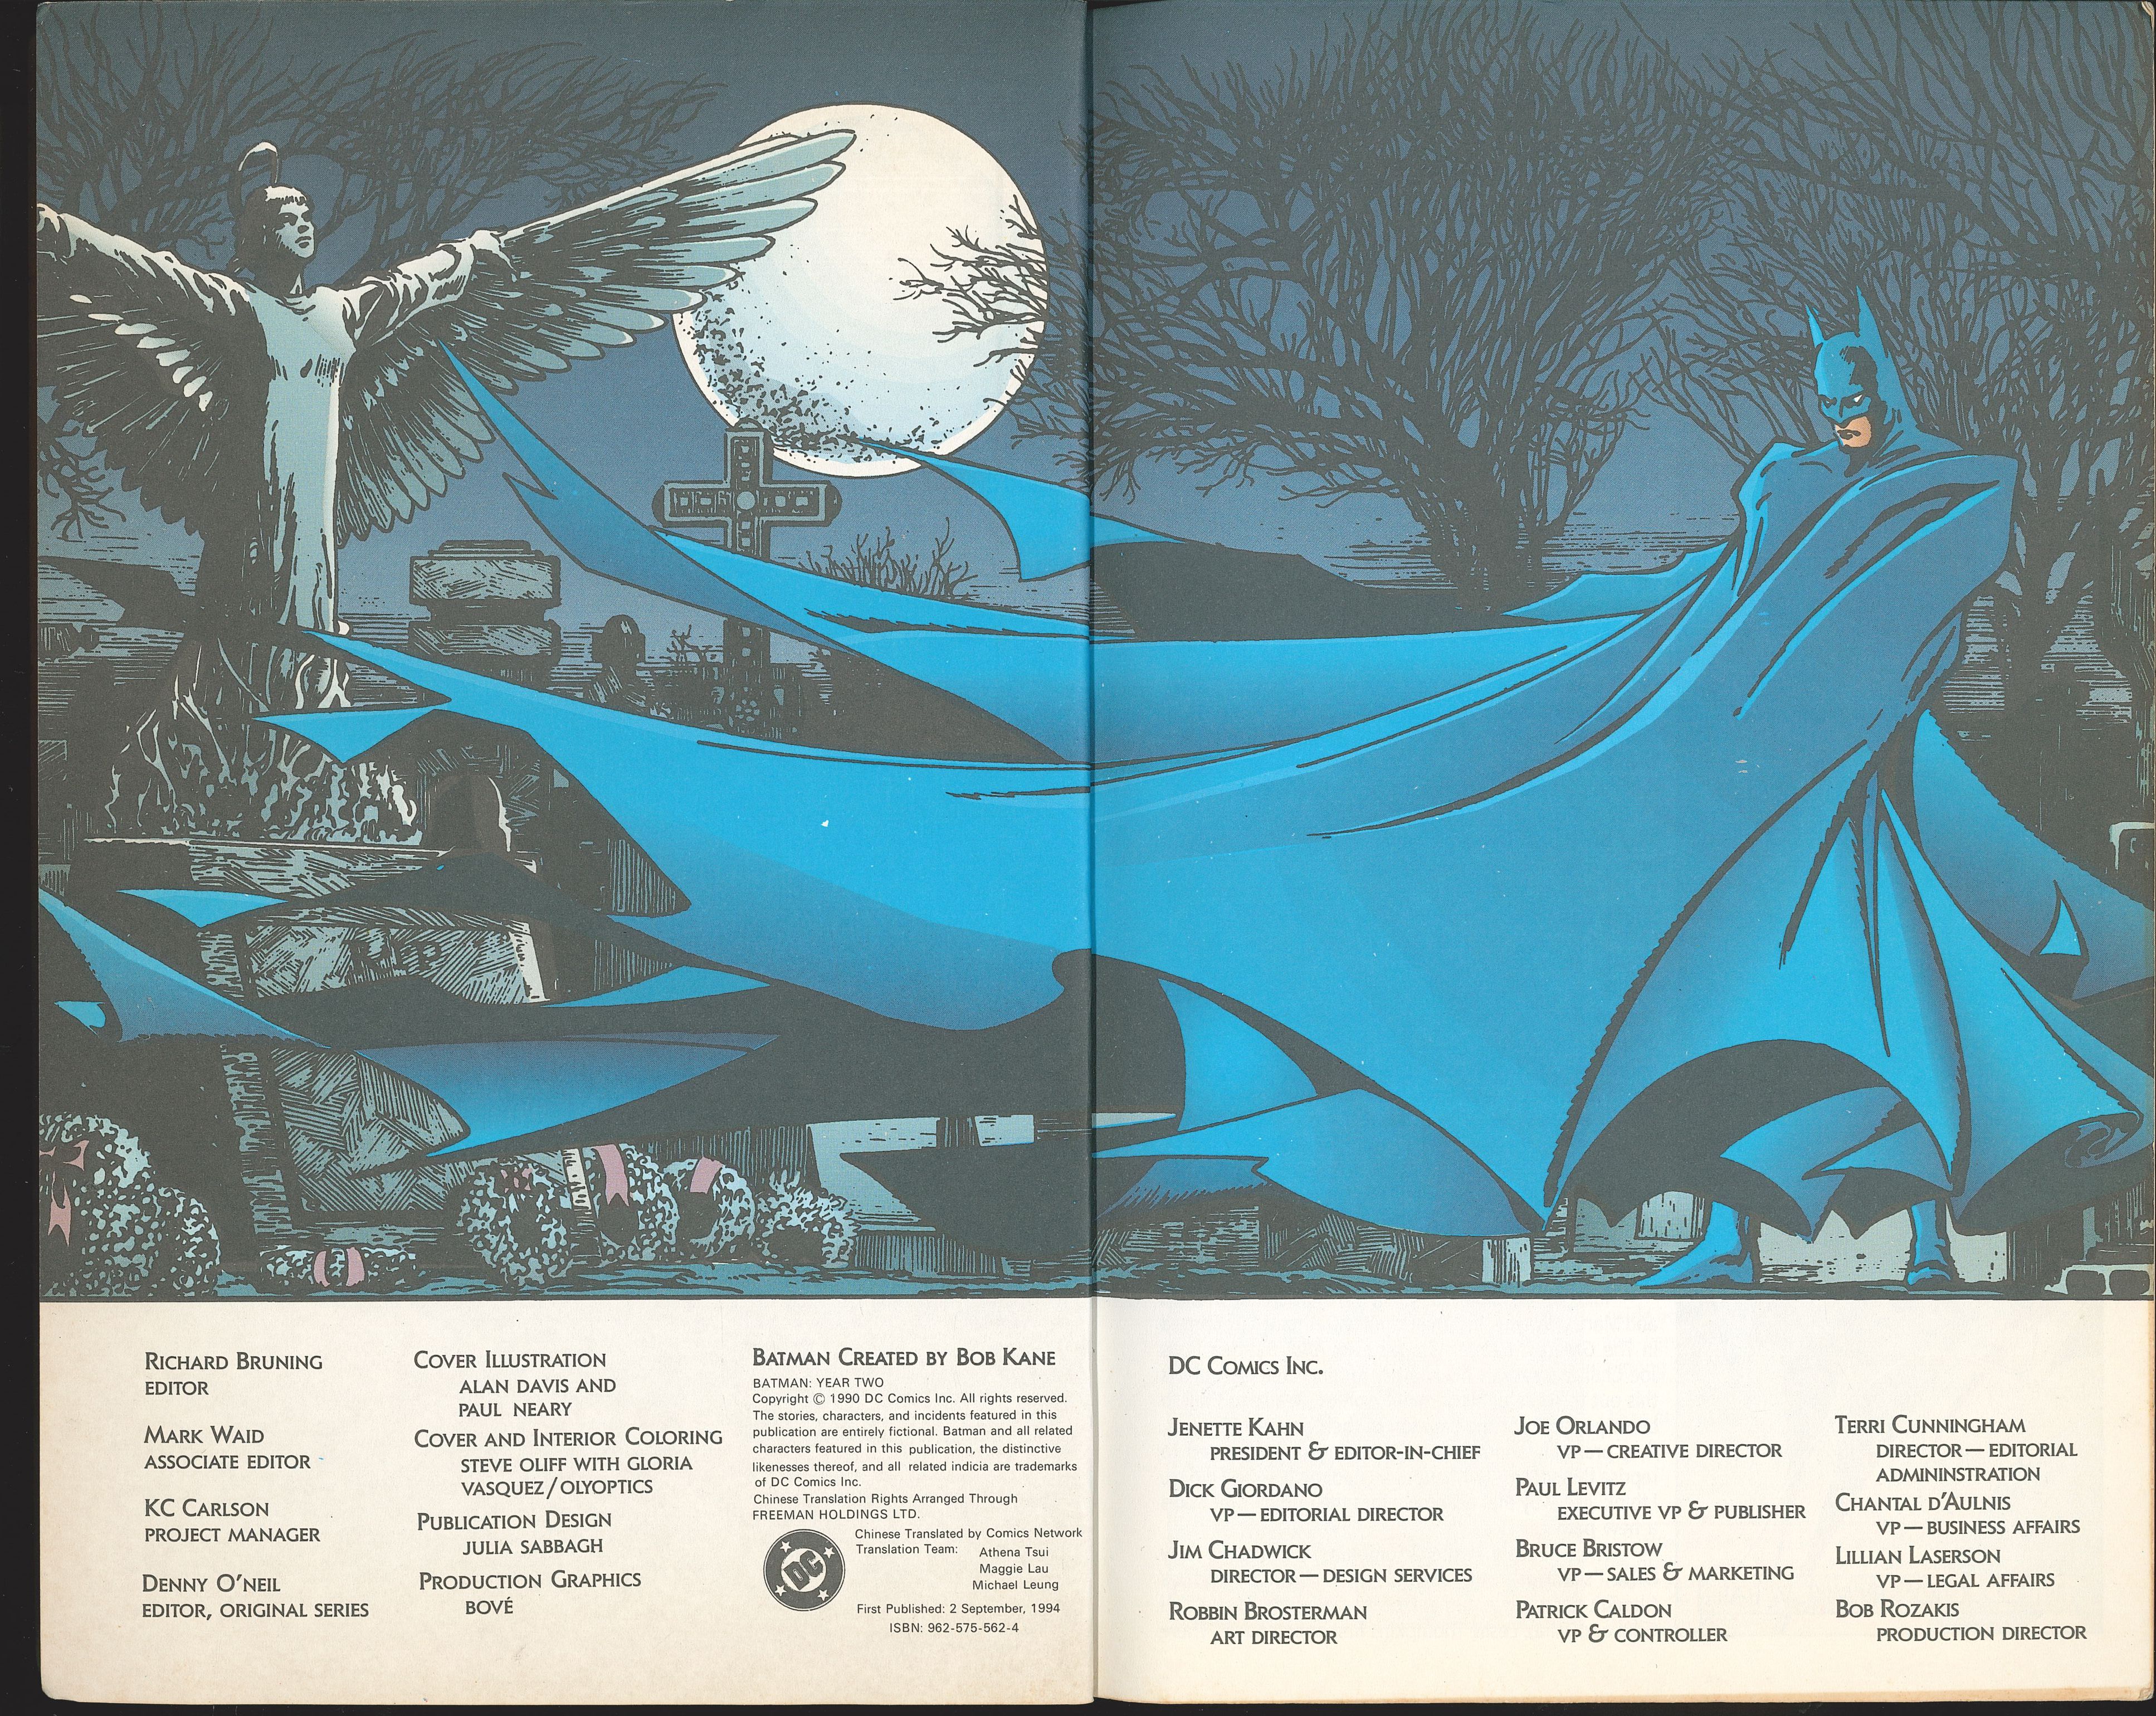 RICHARD BRUNING
EDITOR
MARK WAID
ASSOCIATE EDITOR
KC CARLSON
PROJECT MANAGER
DENNY O'NEIL
EDITOR, ORIGINAL SERIES
COVER ILLUSTRATION
ALAN DAVIS AND
PAUL NEARY
COVER AND INTERIOR COLORING
STEVE OLIFF WITH GLORIA
VASQUEZ/OLYOPTICS
PUBLICATION DESIGN
JULIA SABBAGH
PRODUCTION GRAPHICS
BOVÉ
BATMAN CREATED BY BOB KANE
BATMAN: YEAR TWO
Copyright © 1990 DC Comics Inc. All rights reserved.
The stories, characters, and incidents featured in this
publication are entirely fictional. Batman and all related
characters featured in this publication, the distinctive
likenesses thereof, and all related indicia are trademarks
of DC Comics Inc.
Chinese Translation Rights Arranged Through
FREEMAN HOLDINGS LTD.
DC
Chinese Translated by Comics Network
Translation Team: Athena Tsui
Maggie Lau
Michael Leung
First Published: 2 September, 1994
ISBN: 962-575-562-4
DC COMICS INC.
JENETTE KAHN
PRESIDENT & EDITOR-IN-CHIEF
DICK GIORDANO
VP—EDITORIAL DIRECTOR
JIM CHADWICK
DIRECTOR—DESIGN SERVICES
ROBBIN BROSTERMAN
ART DIRECTOR
JOE ORLANDO
VP—CREATIVE DIRECTOR
PAUL LEVITZ
EXECUTIVE VP & PUBLISHER
BRUCE BRISTOW
VP—SALES & MARKETING
PATRICK CALDON
VP & CONTROLLER
TERRI CUNNINGHAM
DIRECTOR—EDITORIAL
ADMININSTRATION
CHANTAL D'AULNIS
VP—BUSINESS AFFAIRS
LILLIAN LASERSON
VP—LEGAL AFFAIRS
BOB ROZAKIS
PRODUCTION DIRECTOR